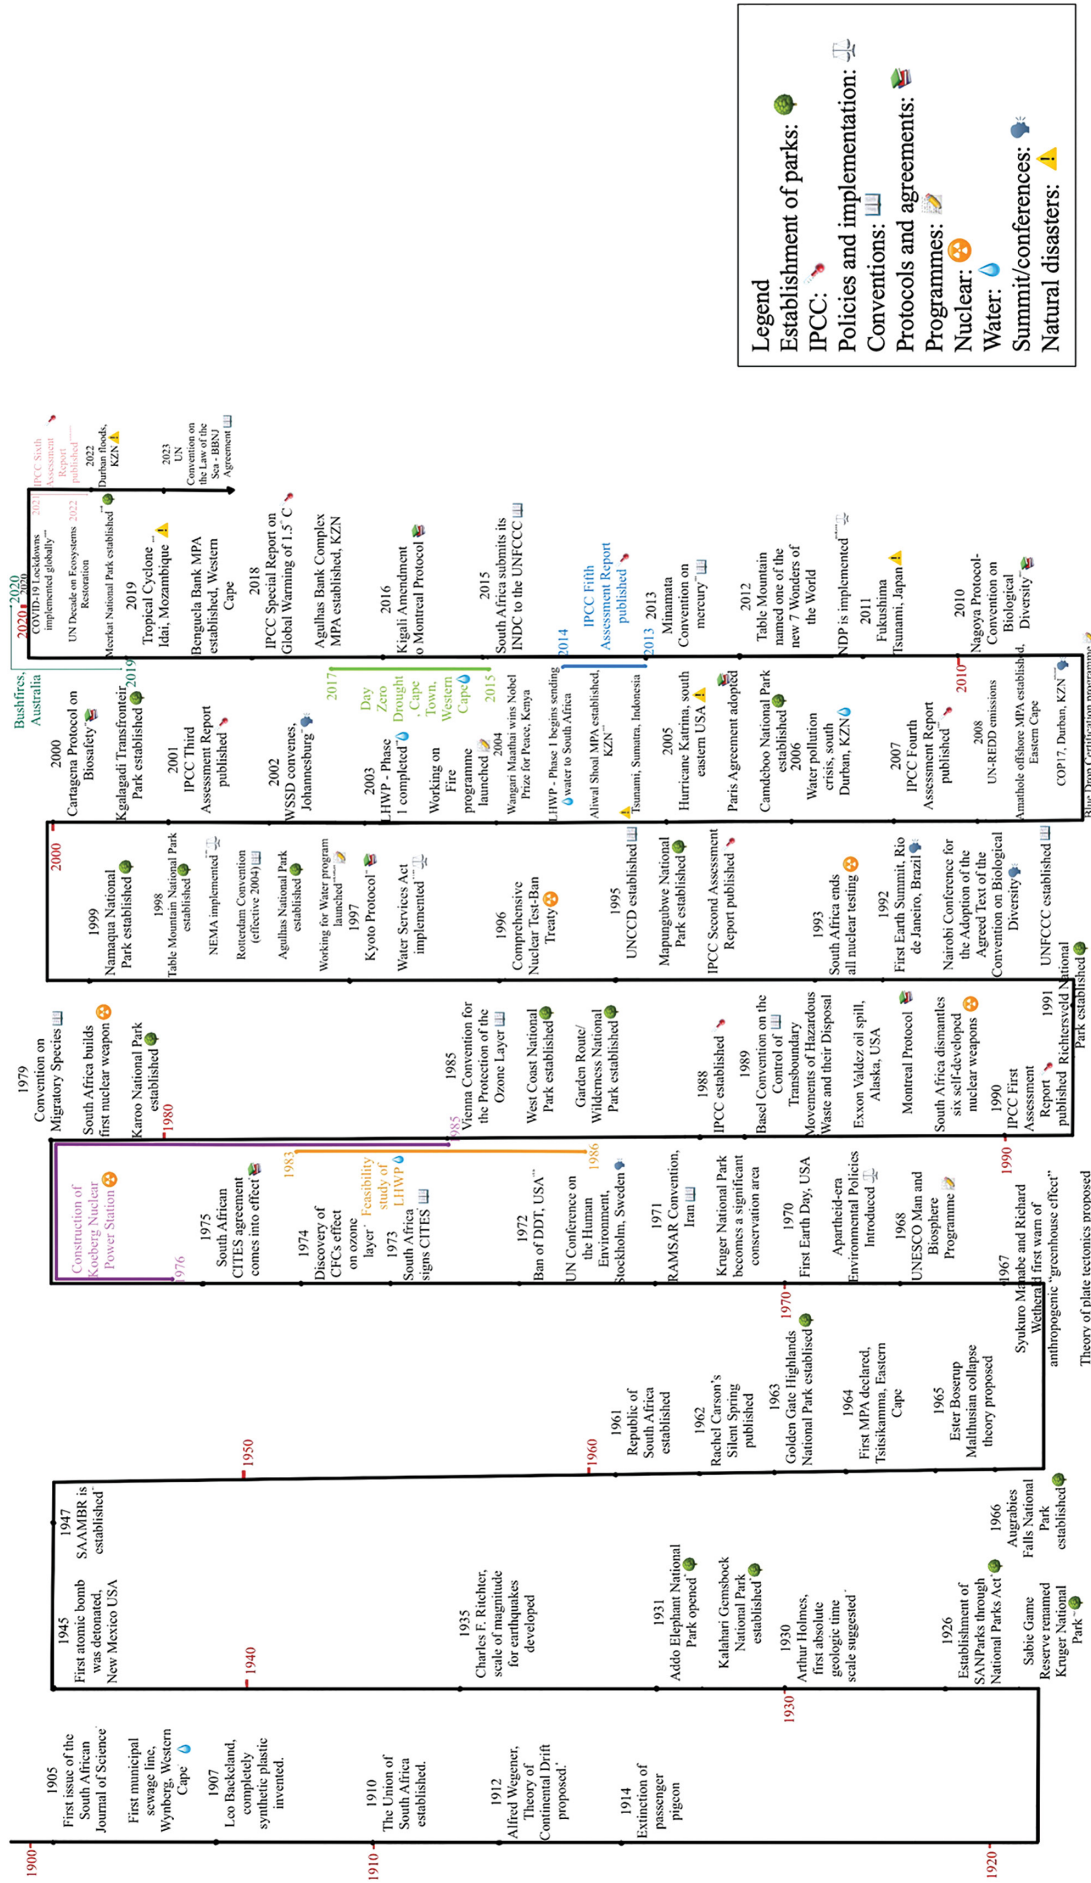 1900
1905
First issue of the
South African
Journal of Science
First municipal
sewage line,
Wynberg, Western
Cape
1907
Leo Backeland,
completely
synthetic plastic
invented.
1910
1910
The Union of
South Africa
established.
1912
Alfred Wegener,
Theory of
Continental Drift
proposed.
1914
Extinction of
passenger
pigeon
1920
Sabie Game
Reserve renamed
Kruger National
Park
1926
Establishment of
SANParks through
National Parks Act
1930
1930
Arthur Holmes,
first absolute
geologic time
scale suggested
Kalahari Gemsbock
National Park
established
1931
Addo Elephant National
Park opened
1935
Charles F. Ritchter,
scale of magnitude
for earthquakes
developed
1940
1945
First atomic bomb
was detonated,
New Mexico USA
1947
SAAMBR is
established
1950
1960
1961
Republic of
South Africa
established
1962
Rachel Carson's
Silent Spring
published
1963
Golden Gate Highlands
National Park establised
1964
First MPA declared,
Tsitsikamma, Eastern
Cape
1965
Ester Boserup
Malthusian collapse
theory proposed
1966
Augrabies
Falls National
Park
established
Theory of plate tectonics proposed
1967
Syukuro Manabe and Richard
Wetherald first warn of
anthropogenic "greenhouse effect"
1968
UNESCO Man and
Biosphere
Programme
Apartheid-era
Environmental Policies
Introduced
1970
1970
First Earth Day, USA
Kruger National Park
becomes a significant
conservation area
1971
RAMSAR Convention,
Iran
UN Conference on
the Human
Environment,
Stockholm, Sweden
1972
Ban of DDT, USA
1973
South Africa
signs CITES
1974
Discovery of
CFCs effect
on ozone
layer
1975
South African
CITES agreement
comes into effect
1976
Construction of
Koeberg Nuclear
Power Station
1985
1983
Feasibility
study of
LHWP
1986
1979
Convention on
Migratory Species
South Africa builds
first nuclear weapon
Karoo National Park
established
1980
1985
Vienna Convention for
the Protection of the
Ozone Layer
West Coast National
Park established
Garden Route/
Wilderness National
Park established
1988
IPCC established
1989
Basel Convention on the
Control of
Transboundary
Movements of Hazardous
Waste and their Disposal
Exxon Valdez oil spill,
Alaska, USA
Montreal Protocol
South Africa dismantles
six self-developed
nuclear weapons
1990
1990
IPCC First
Assessment
Report
published
1991
Richtersveld National
Park established
UNFCCC established
Nairobi Conference for
the Adoption of the
Agreed Text of the
Convention on Biological
Diversity
1992
First Earth Summit, Rio
de Janeiro, Brazil
1993
South Africa ends
all nuclear testing
IPCC Second Assessment
Report published
Mapungubwe National
Park established
1995
UNCCD established
1996
Comprehensive
Nuclear Test-Ban
Treaty
Water Services Act
implemented
1997
Kyoto Protocol
Working for Water program
launched
Agulhas National Park
established
Rotterdam Convention
(effective 2004)
NEMA implemented
1998
Table Mountain National Park
established
1999
Namaqua National
Park established
2000
2000
Cartagena Protocol on
Biosafety
Kgalagadi Transfronteir
Park established
2001
IPCC Third
Assessment Report
published
2002
WSSD convenes,
Johannesburg
2003
LHWP - Phase
1 completed
Working on
Fire
programme
launched
2004
Wangari Maathai wins Nobel
Prize for Peace, Kenya
LHWP - Phase 1 begins sending
water to South Africa
Aliwal Shoal MPA established,
KZN
Tsunami, Sumatra, Indonesia
2005
Hurricane Katrina, south
eastern USA
Paris Agreement adopted
Camdeboo National Park
established
2006
Water pollution
crisis, south
Durban, KZN
2007
IPCC Fourth
Assessment Report
published
2008
UN-REDD emissions
Amathole offshore MPA established,
Eastern Cape
COP17, Durban, KZN
Blue Drop Certification programme
2010
2010
Nagoya Protocol-
Convention on
Biological
Diversity
2011
Fukushima
Tsunami, Japan
NDP is implemented
2012
Table Mountain
named one of the
new 7 Wonders of
the World
2013
Minamata
Convention on
mercury
2013
IPCC Fifth
Assessment Report
published
2014
2015
South Africa submits its
INDC to the UNFCCC
2015
Day
Zero
Drought
, Cape
Town,
Western
Cape
2017
2016
Kigali Amendment
o Montreal Protocol
Agulhas Bank Complex
MPA established, KZN
2018
IPCC Special Report on
Global Warming of 1.5° C
Benguela Bank MPA
established, Western
Cape
2019
Tropical Cyclone
Idai, Mozambique
2019
Bushfires,
Australia
2020
Meerkat National Park established
UN Decade on Ecosystems
Restoration
2020
2020
COVID-19 Lockdowns
implemented globally
2021
IPCC Sixth
Assessment
Report
published
2022
2022
Durban floods,
KZN
2023
UN
Convention on
the Law of the
Sea - BBNJ
Agreement
Legend
Establishment of parks:
IPCC:
Policies and implementation:
Conventions:
Protocols and agreements:
Programmes:
Nuclear:
Water:
Summit/conferences:
Natural disasters: